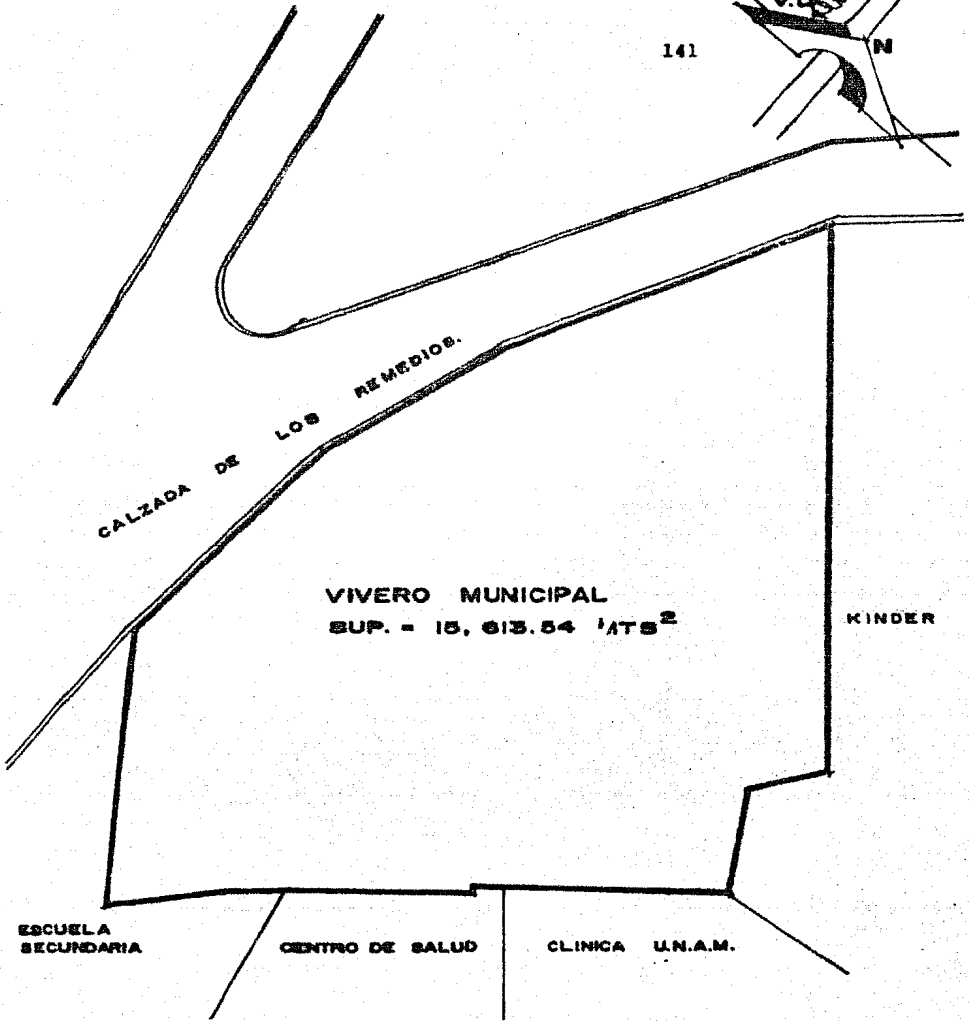 141
N
CALZADA DE LOS REMEDIOS.
VIVERO MUNICIPAL
SUP. = 15, 613.54 MTS²
KINDER
ESCUELA
SECUNDARIA
CENTRO DE SALUD
CLINICA U.N.A.M.